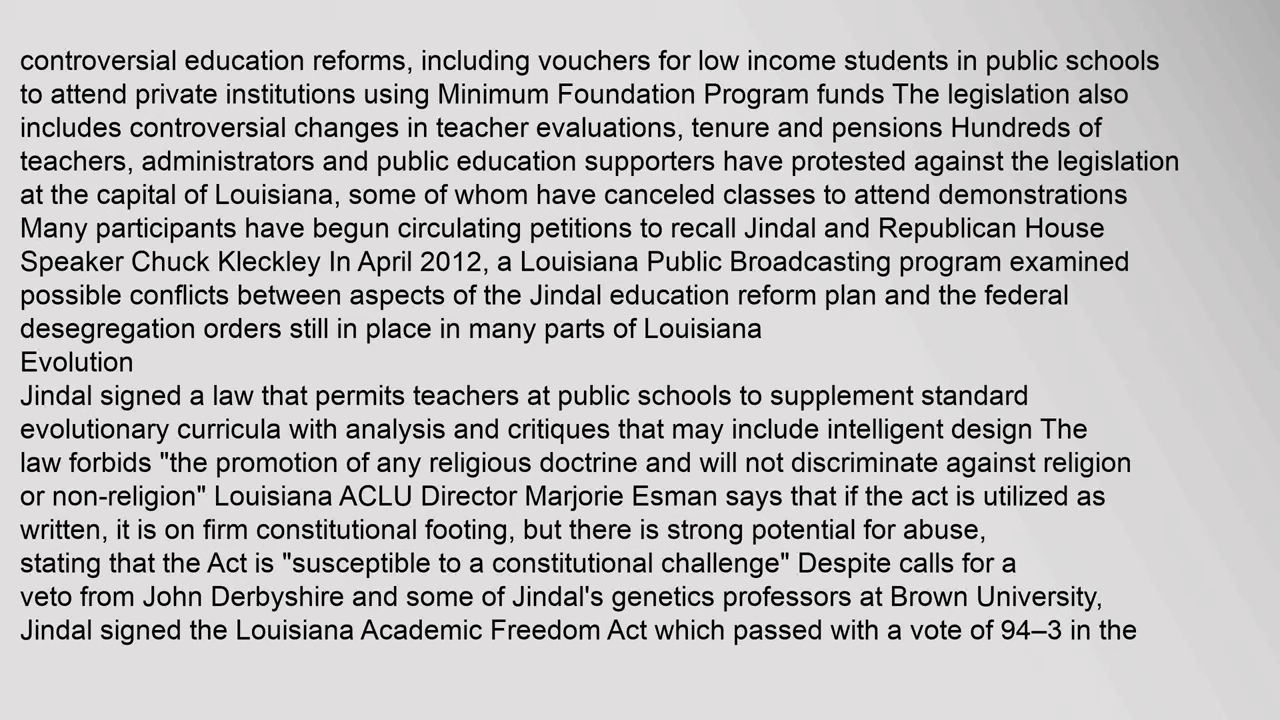 controversial education reforms, including vouchers for low income students in public schools
to attend private institutions using Minimum Foundation Program funds The legislation also
includes controversial changes in teacher evaluations, tenure and pensions Hundreds of
teachers, administrators and public education supporters have protested against the legislation
at the capital of Louisiana, some of whom have canceled classes to attend demonstrations
Many participants have begun circulating petitions to recall Jindal and Republican House
Speaker Chuck Kleckley In April 2012, a Louisiana Public Broadcasting program examined
possible conflicts between aspects of the Jindal education reform plan and the federal
desegregation orders still in place in many parts of Louisiana
Evolution
Jindal signed a law that permits teachers at public schools to supplement standard
evolutionary curricula with analysis and critiques that may include intelligent design The
law forbids "the promotion of any religious doctrine and will not discriminate against religion
or non-religion" Louisiana ACLU Director Marjorie Esman says that if the act is utilized as
written, it is on firm constitutional footing, but there is strong potential for abuse,
stating that the Act is "susceptible to a constitutional challenge" Despite calls for a
veto from John Derbyshire and some of Jindal's genetics professors at Brown University,
Jindal signed the Louisiana Academic Freedom Act which passed with a vote of 94–3 in the